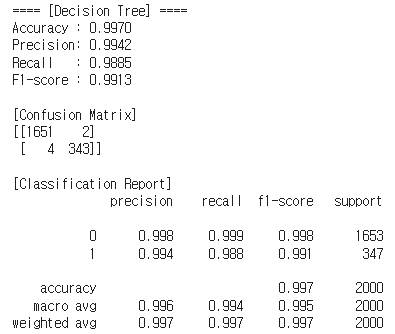 ==== [Decision Tree] ====
Accuracy : 0.9970
Precision: 0.9942
Recall   : 0.9885
F1-score : 0.9913

[Confusion Matrix]
[[1651    2]
 [   4  343]]

[Classification Report]
              precision    recall  f1-score   support

           0      0.998     0.999     0.998      1653
           1      0.994     0.988     0.991       347

    accuracy                          0.997      2000
   macro avg      0.996     0.994     0.995      2000
weighted avg      0.997     0.997     0.997      2000